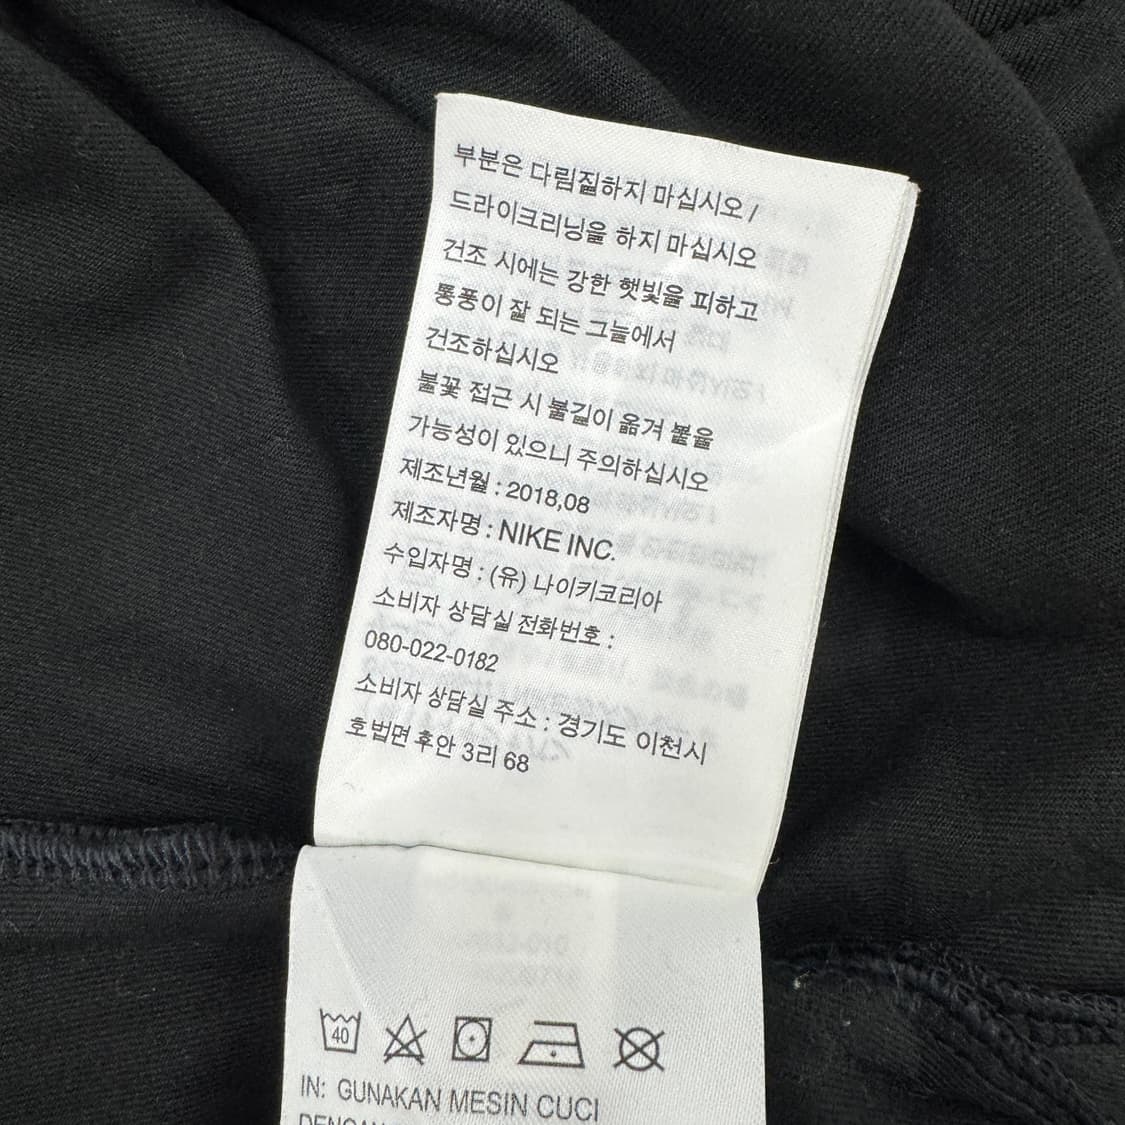 부분은 다림질하지 마십시오 /
드라이크리닝을 하지 마십시오
건조 시에는 강한 햇빛을 피하고
통풍이 잘 되는 그늘에서
건조하십시오
불꽃 접근 시 불길이 옮겨 붙을
가능성이 있으니 주의하십시오
제조년월 : 2018,08
제조자명 : NIKE INC.
수입자명 : (유) 나이키코리아
소비자 상담실 전화번호 :
080-022-0182
소비자 상담실 주소 : 경기도 이천시
호법면 후안 3리 68
40
IN: GUNAKAN MESIN CUCI
DENGAN